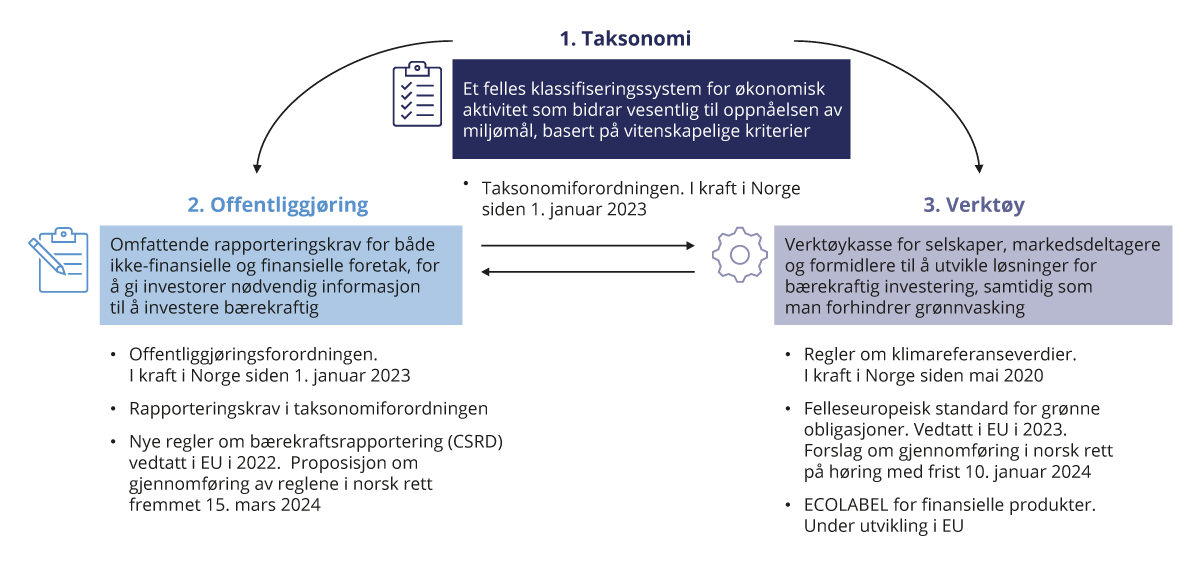 1. Taksonomi
Et felles klassifiseringssystem for økonomisk
aktivitet som bidrar vesentlig til oppnåelsen av
miljømål, basert på vitenskapelige kriterier
• Taksonomiforordningen. I kraft i Norge
siden 1. januar 2023
2. Offentliggjøring
Omfattende rapporteringskrav for både
ikke-finansielle og finansielle foretak, for
å gi investorer nødvendig informasjon
til å investere bærekraftig
• Offentliggjøringsforordningen.
I kraft i Norge siden 1. januar 2023
• Rapporteringskrav i taksonomiforordningen
• Nye regler om bærekraftsrapportering (CSRD)
vedtatt i EU i 2022. Proposisjon om
gjennomføring av reglene i norsk rett
fremmet 15. mars 2024
3. Verktøy
Verktøykasse for selskaper, markedsdeltagere
og formidlere til å utvikle løsninger for
bærekraftig investering, samtidig som
man forhindrer grønnvasking
• Regler om klimareferanseverdier.
I kraft i Norge siden mai 2020
• Felleseuropeisk standard for grønne
obligasjoner. Vedtatt i EU i 2023.
Forslag om gjennomføring i norsk rett
på høring med frist 10. januar 2024
• ECOLABEL for finansielle produkter.
Under utvikling i EU